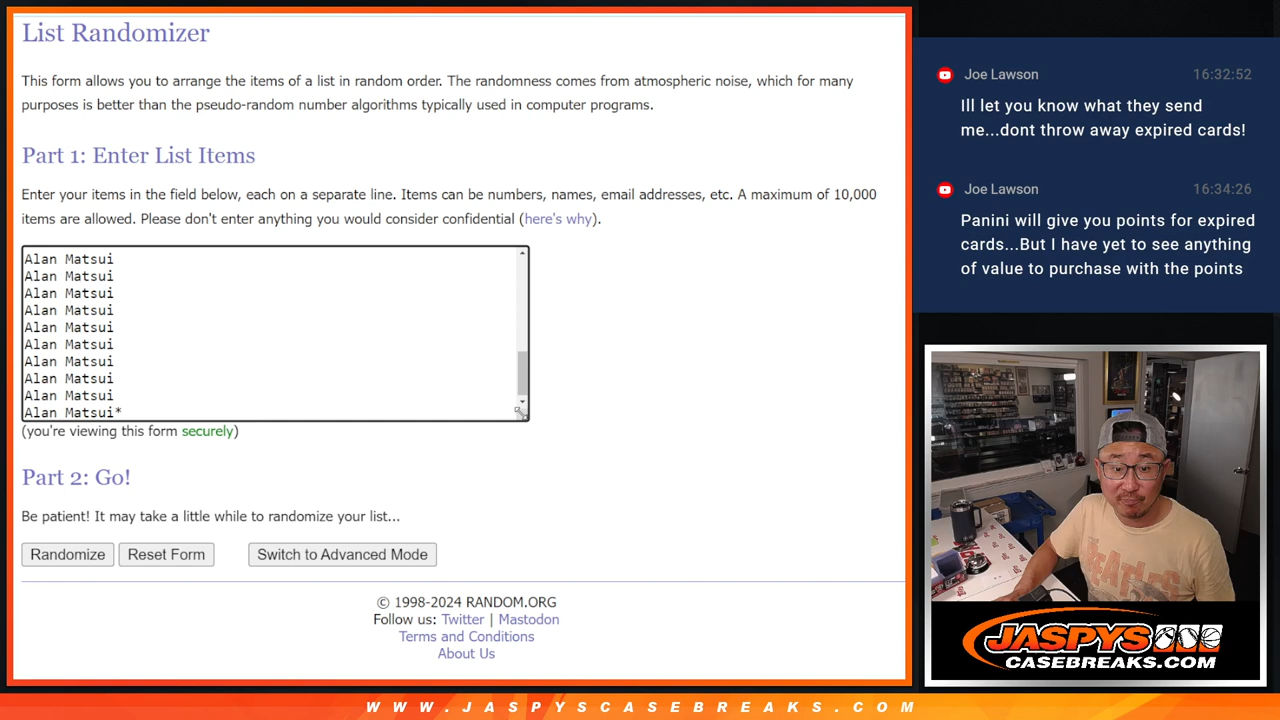 List Randomizer
This form allows you to arrange the items of a list in random order. The randomness comes from atmospheric noise, which for many
purposes is better than the pseudo-random number algorithms typically used in computer programs.
Part 1: Enter List Items
Enter your items in the field below, each on a separate line. Items can be numbers, names, email addresses, etc. A maximum of 10,000
items are allowed. Please don't enter anything you would consider confidential (here's why).
Alan Matsui
Alan Matsui
Alan Matsui
Alan Matsui
Alan Matsui
Alan Matsui
Alan Matsui
Alan Matsui
Alan Matsui
Alan Matsui*
(you're viewing this form securely)
Part 2: Go!
Be patient! It may take a little while to randomize your list...
Randomize Reset Form Switch to Advanced Mode
© 1998-2024 RANDOM.ORG
Follow us: Twitter | Mastodon
Terms and Conditions
About Us
Joe Lawson 16:32:52
Ill let you know what they send
me...dont throw away expired cards!
Joe Lawson 16:34:26
Panini will give you points for expired
cards...But I have yet to see anything
of value to purchase with the points
JASPYS
CASEBREAKS.COM
WWW.JASPYSCASEBREAKS.COM